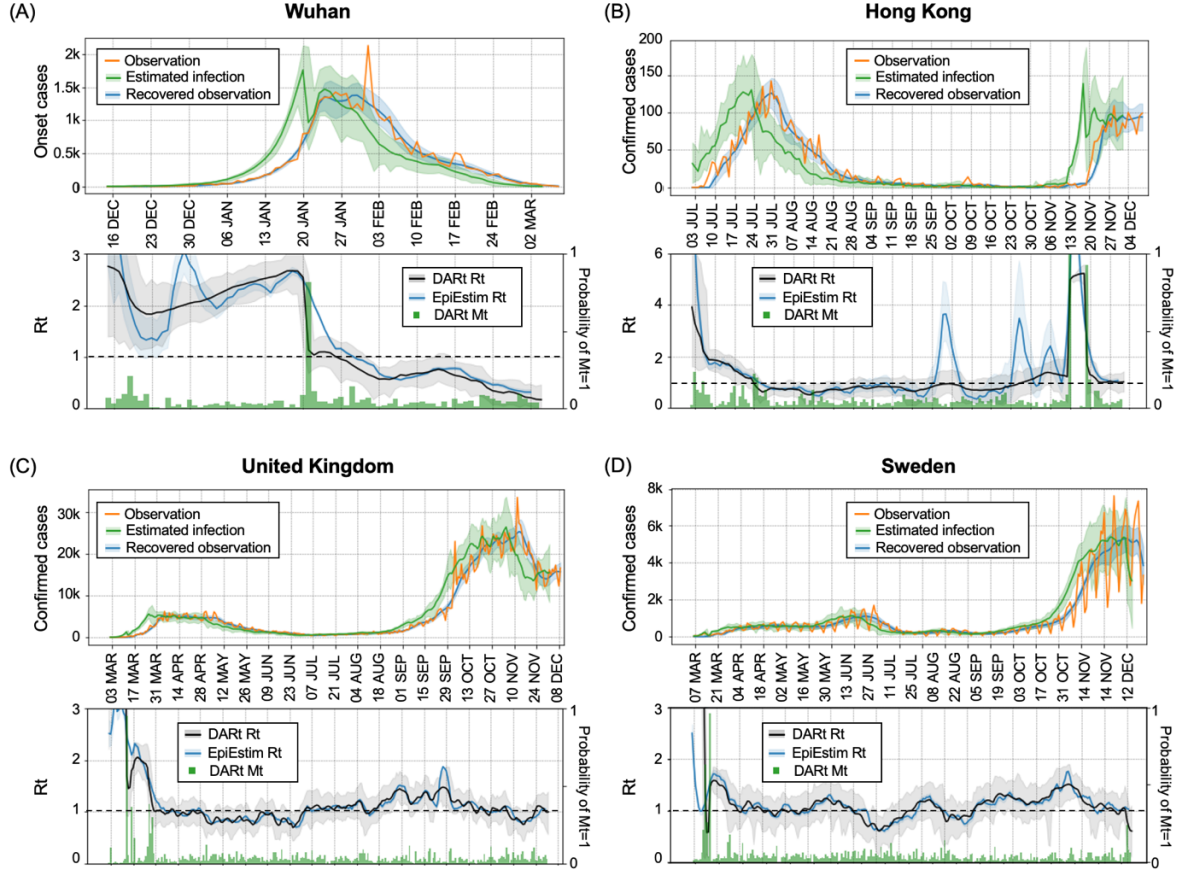 (A)
Wuhan
Onset cases
2k
1.5k
1k
0.5k
0
Observation
Estimated infection
Recovered observation
16 DEC
23 DEC
30 DEC
06 JAN
13 JAN
20 JAN
27 JAN
03 FEB
10 FEB
17 FEB
24 FEB
02 MAR
Rt
3
2
1
0
DARt Rt
EpiEstim Rt
DARt Mt
1
0
Probability of Mt=1
(B)
Hong Kong
Confirmed cases
200
150
100
50
0
Observation
Estimated infection
Recovered observation
03 JUL
10 JUL
17 JUL
24 JUL
31 JUL
07 AUG
14 AUG
21 AUG
28 AUG
04 SEP
11 SEP
18 SEP
25 SEP
02 OCT
09 OCT
16 OCT
23 OCT
30 OCT
06 NOV
13 NOV
20 NOV
27 NOV
04 DEC
Rt
6
4
2
0
DARt Rt
EpiEstim Rt
DARt Mt
1
0
Probability of Mt=1
(C)
United Kingdom
Confirmed cases
30k
20k
10k
0
Observation
Estimated infection
Recovered observation
03 MAR
17 MAR
31 MAR
14 APR
28 APR
12 MAY
26 MAY
09 JUN
23 JUN
07 JUL
21 JUL
04 AUG
18 AUG
01 SEP
15 SEP
29 SEP
13 OCT
27 OCT
10 NOV
24 NOV
08 DEC
Rt
3
2
1
0
DARt Rt
EpiEstim Rt
DARt Mt
1
0
Probability of Mt=1
(D)
Sweden
Confirmed cases
8k
6k
4k
2k
0
Observation
Estimated infection
Recovered observation
07 MAR
21 MAR
04 APR
18 APR
02 MAY
16 MAY
30 MAY
13 JUN
27 JUN
11 JUL
25 JUL
08 AUG
22 AUG
05 SEP
19 SEP
03 OCT
17 OCT
31 OCT
14 NOV
14 NOV
12 DEC
Rt
3
2
1
0
DARt Rt
EpiEstim Rt
DARt Mt
1
0
Probability of Mt=1